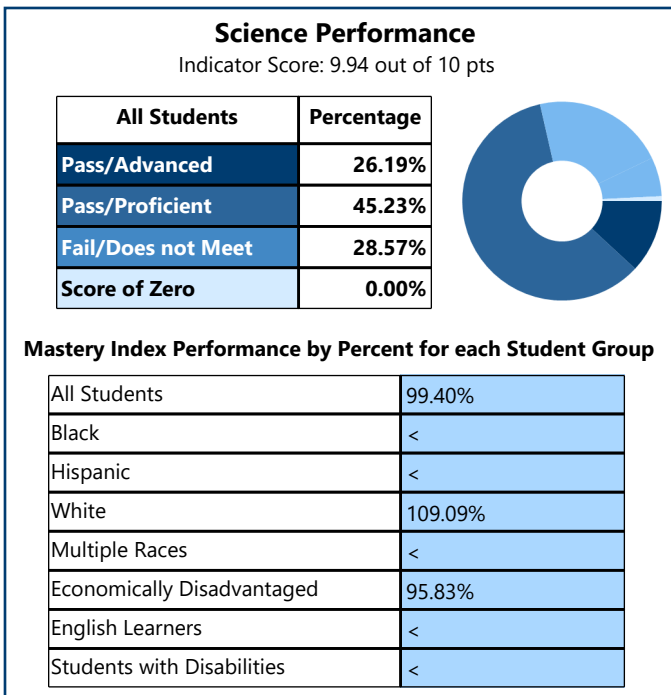 Science Performance
Indicator Score: 9.94 out of 10 pts
All Students Percentage
Pass/Advanced 26.19%
Pass/Proficient 45.23%
Fail/Does not Meet 28.57%
Score of Zero 0.00%
Mastery Index Performance by Percent for each Student Group
All Students 99.40%
Black <
Hispanic <
White 109.09%
Multiple Races <
Economically Disadvantaged 95.83%
English Learners <
Students with Disabilities <